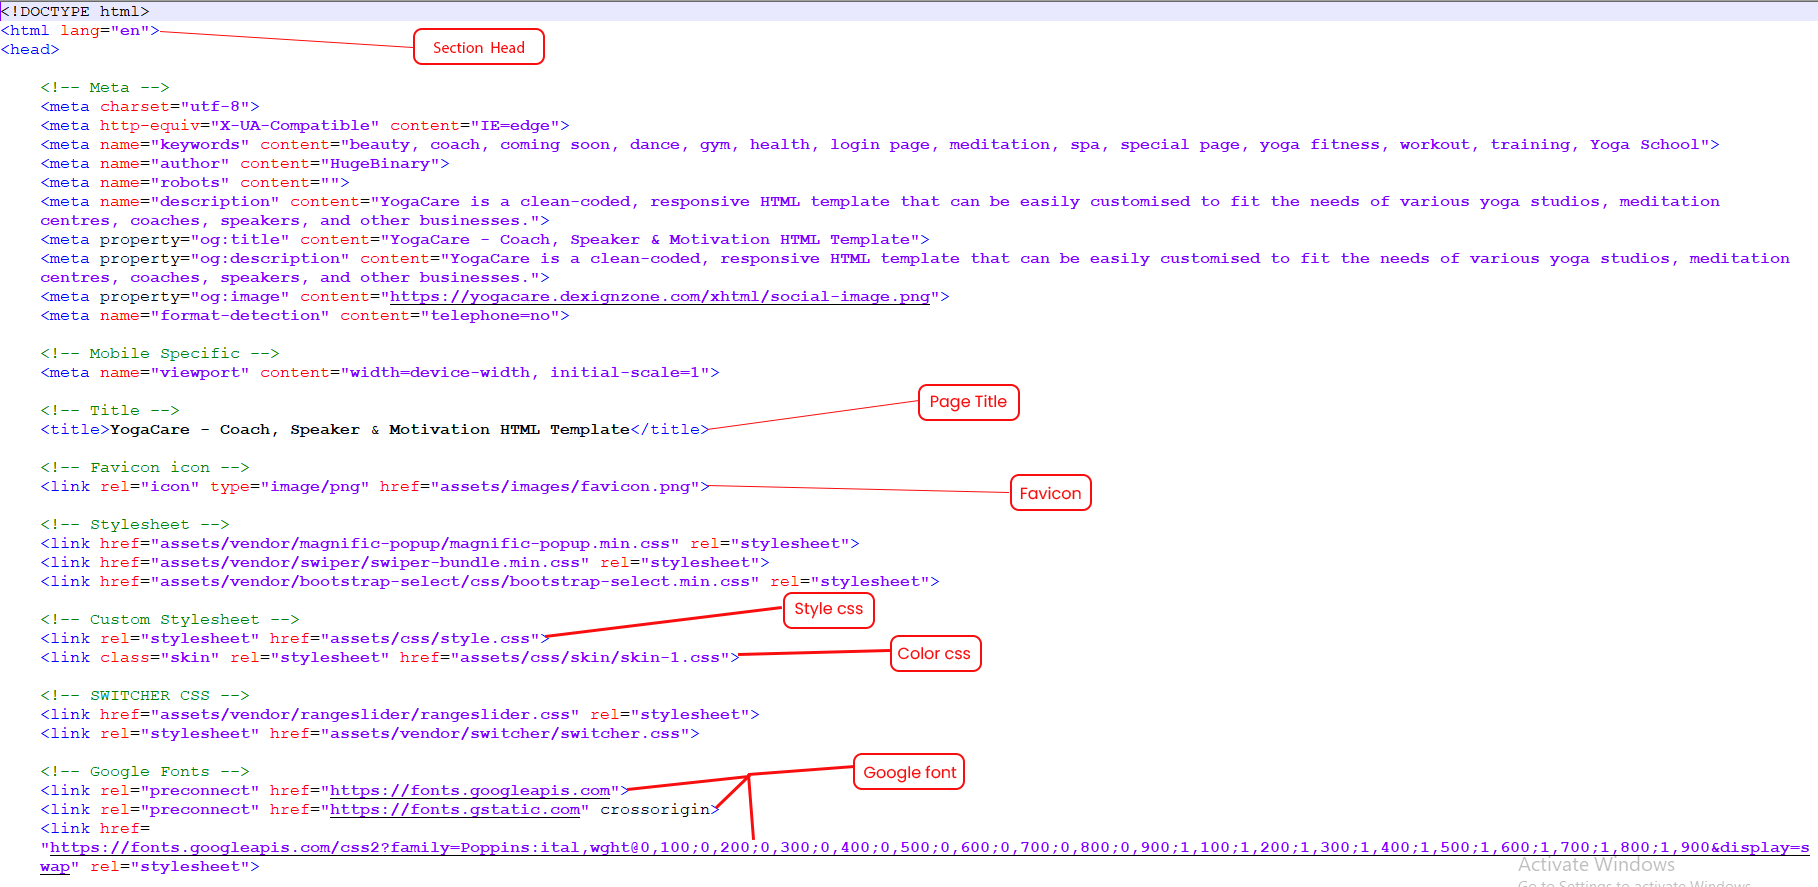 <!DOCTYPE html>
<html lang="en">
Section Head
<head>
<!-- Meta -->
<meta charset="utf-8">
<meta http-equiv="X-UA-Compatible" content="IE=edge">
<meta name="keywords" content="beauty, coach, coming soon, dance, gym, health, login page, meditation, spa, special page, yoga fitness, workout, training, Yoga School">
<meta name="author" content="HugeBinary">
<meta name="robots" content="">
<meta name="description" content="YogaCare is a clean-coded, responsive HTML template that can be easily customised to fit the needs of various yoga studios, meditation
centres, coaches, speakers, and other businesses.">
<meta property="og:title" content="YogaCare - Coach, Speaker & Motivation HTML Template">
<meta property="og:description" content="YogaCare is a clean-coded, responsive HTML template that can be easily customised to fit the needs of various yoga studios, meditation
centres, coaches, speakers, and other businesses.">
<meta property="og:image" content="https://yogacare.dexignzone.com/xhtml/social-image.png">
<meta name="format-detection" content="telephone=no">
<!-- Mobile Specific -->
<meta name="viewport" content="width=device-width, initial-scale=1">
Page Title
<!-- Title -->
<title>YogaCare - Coach, Speaker & Motivation HTML Template</title>
<!-- Favicon icon -->
<link rel="icon" type="image/png" href="assets/images/favicon.png">
Favicon
<!-- Stylesheet -->
<link href="assets/vendor/magnific-popup/magnific-popup.min.css" rel="stylesheet">
<link href="assets/vendor/swiper/swiper-bundle.min.css" rel="stylesheet">
<link href="assets/vendor/bootstrap-select/css/bootstrap-select.min.css" rel="stylesheet">
Style css
<!-- Custom Stylesheet -->
<link rel="stylesheet" href="assets/css/style.css">
<link class="skin" rel="stylesheet" href="assets/css/skin/skin-1.css">
Color css
<!-- SWITCHER CSS -->
<link href="assets/vendor/rangeslider/rangeslider.css" rel="stylesheet">
<link rel="stylesheet" href="assets/vendor/switcher/switcher.css">
<!-- Google Fonts -->
Google font
<link rel="preconnect" href="https://fonts.googleapis.com">
<link rel="preconnect" href="https://fonts.gstatic.com" crossorigin>
<link href=
"https://fonts.googleapis.com/css2?family=Poppins:ital,wght@0,100;0,200;0,300;0,400;0,500;0,600;0,700;0,800;0,900;1,100;1,200;1,300;1,400;1,500;1,600;1,700;1,800;1,900&display=s
wap" rel="stylesheet">
Activate Windows
Go to Settings to activate Windows.